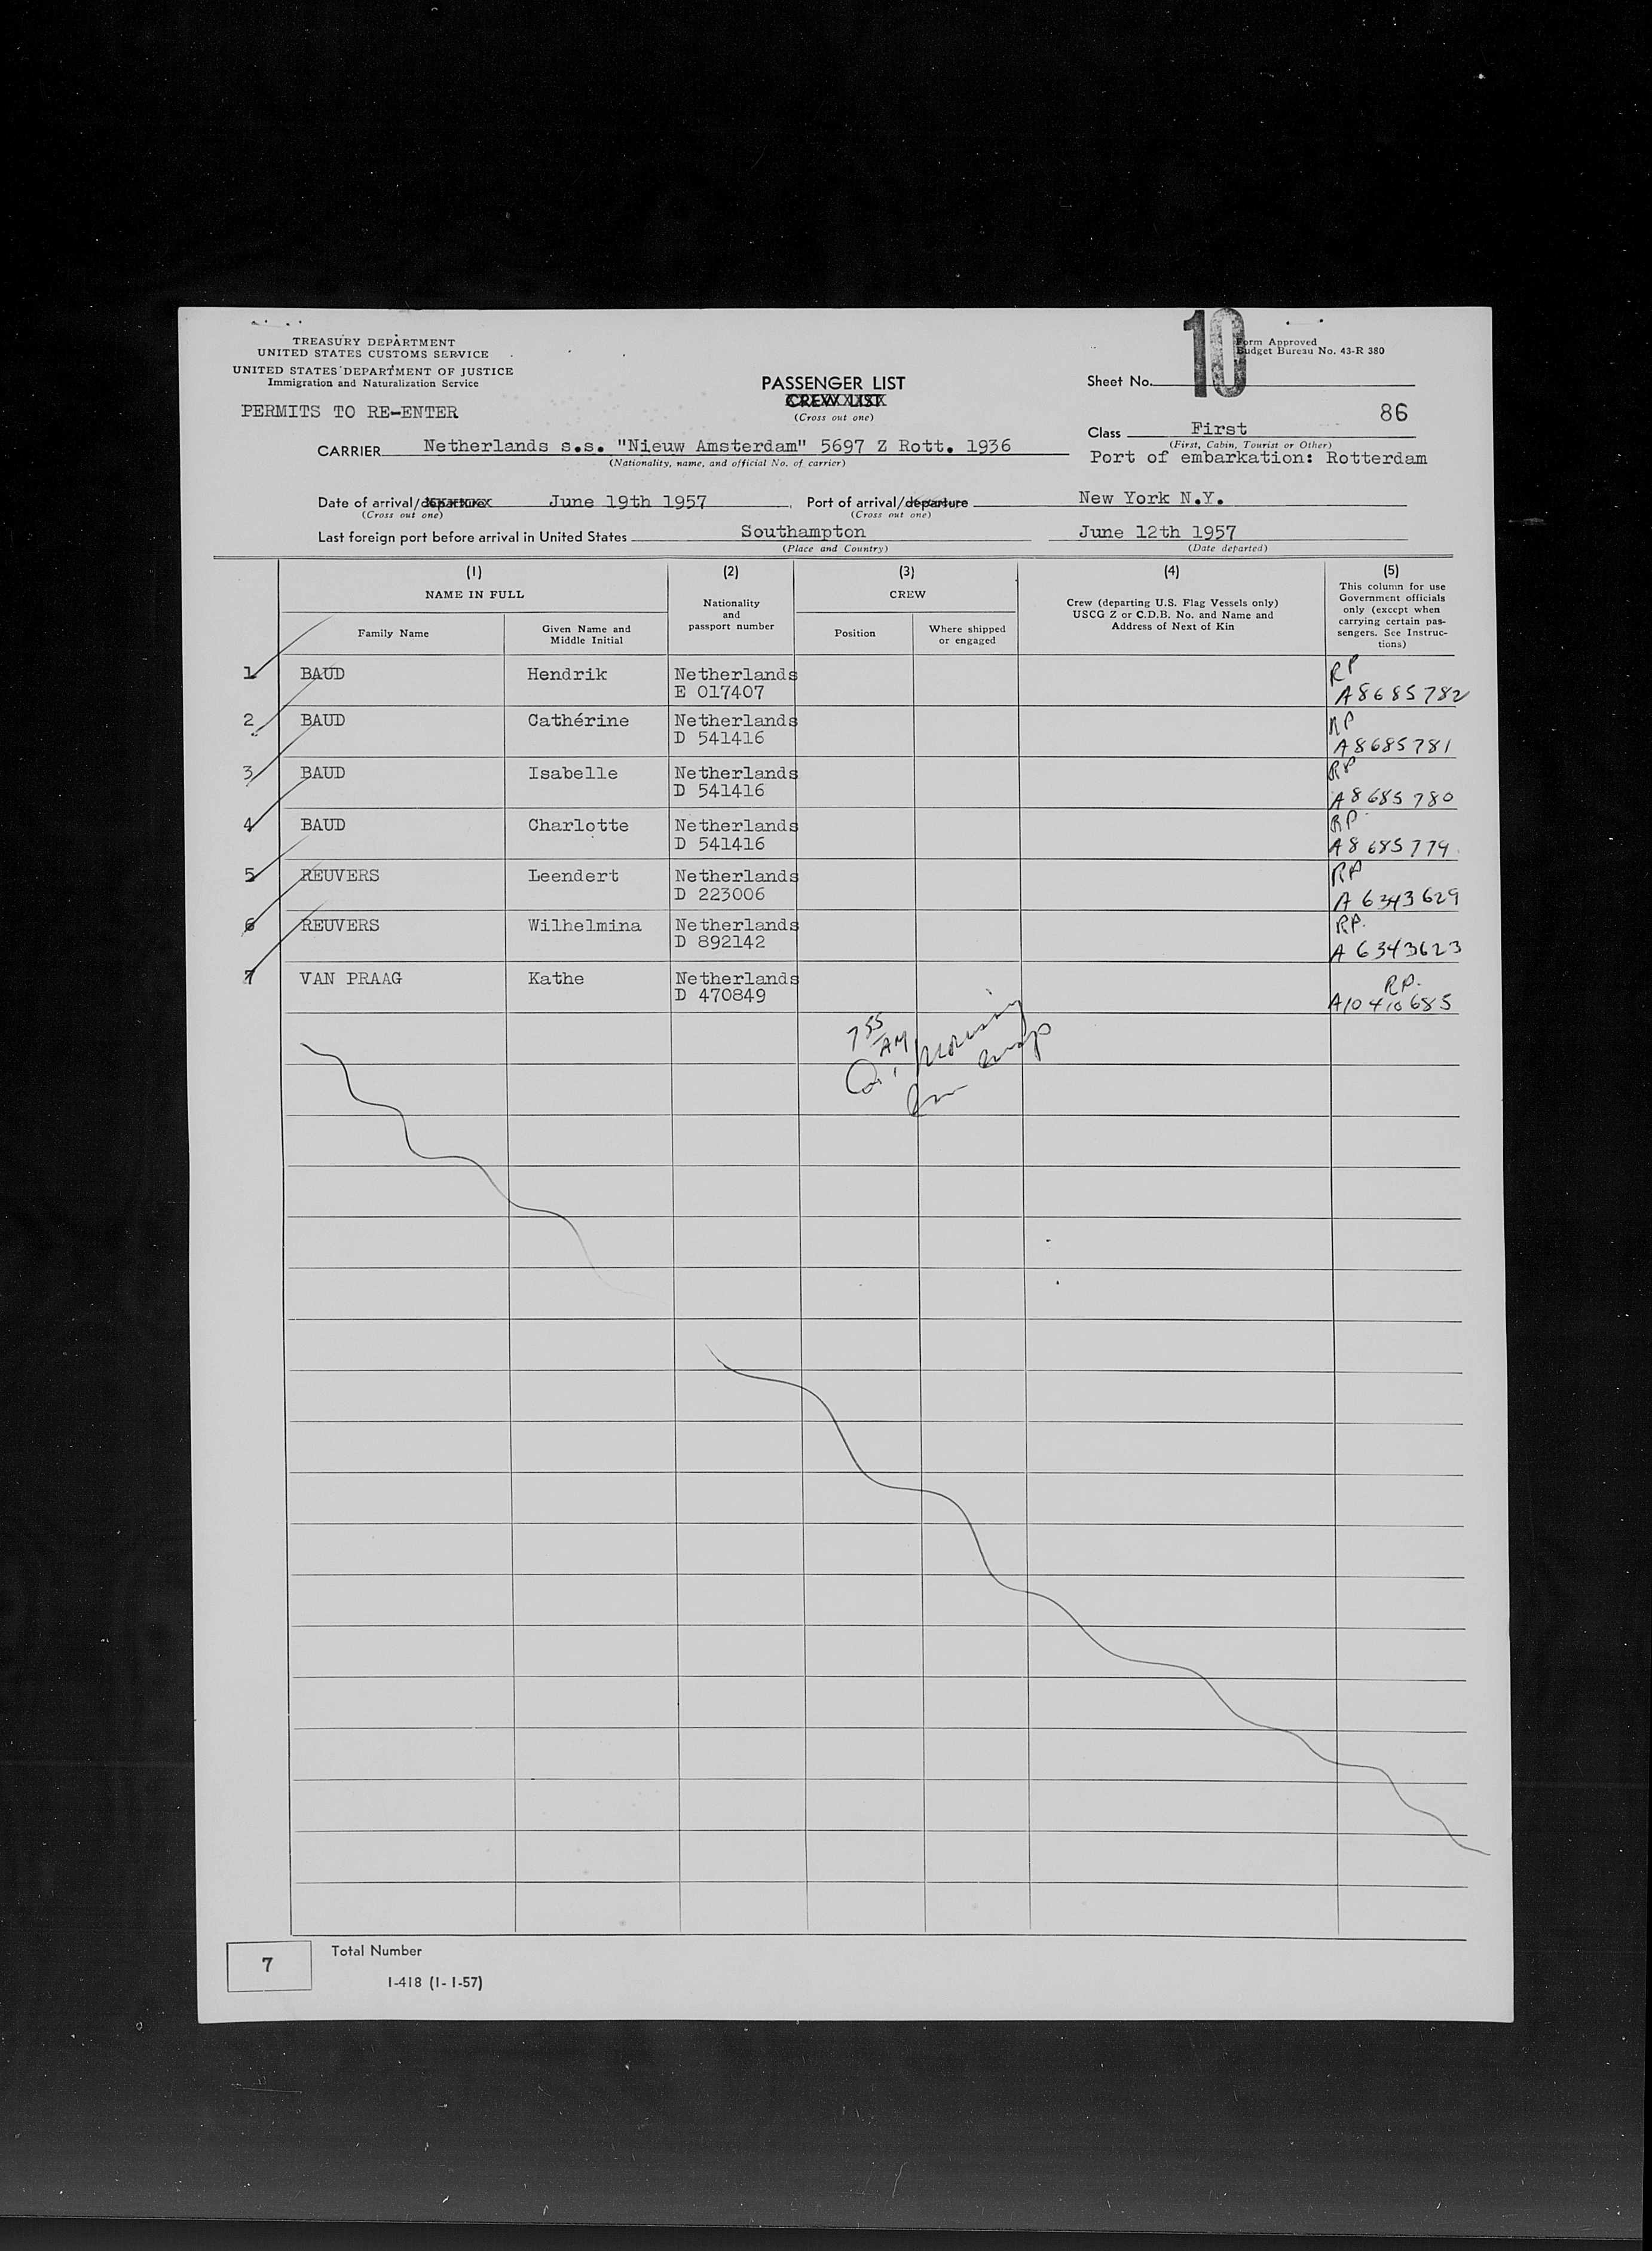 TREASURY DEPARTMENT
UNITED STATES CUSTOMS SERVICE
UNITED STATES DEPARTMENT OF JUSTICE
Immigration and Naturalization Service
PERMITS TO RE-ENTER
PASSENGER LIST
CREW LIST
(Cross out one)
10
Form Approved
Budget Bureau No. 43-R 380
Sheet No.
86
Class First
(First, Cabin, Tourist or Other)
Port of embarkation: Rotterdam
CARRIER Netherlands s.s. "Nieuw Amsterdam" 5697 Z Rott. 1936
(Nationality, name, and official No. of carrier)
Date of arrival/departure June 19th 1957, Port of arrival/departure New York N.Y.
(Cross out one) (Cross out one)
Last foreign port before arrival in United States Southampton June 12th 1957
(Place and Country) (Date departed)
(1) (2) (3) (4) (5)
NAME IN FULL
Family Name
Given Name and
Middle Initial
Nationality
and
passport number
CREW
Position
Where shipped
or engaged
Crew (departing U.S. Flag Vessels only)
USCG Z or C.D.B. No. and Name and
Address of Next of Kin
This column for use
Government officials
only (except when
carrying certain pas-
sengers. See Instruc-
tions)
1 BAUD Hendrik Netherlands RP
E 017407 A8685782
2 BAUD Cathérine Netherlands RP
D 541416 A8685781
3 BAUD Isabelle Netherlands RP
D 541416 A8685780
4 BAUD Charlotte Netherlands RP
D 541416 A8685779
5 REUVERS Leendert Netherlands RP
D 223006 A6343629
6 REUVERS Wilhelmina Netherlands RP.
D 892142 A6343623
7 VAN PRAAG Kathe Netherlands RP.
D 470849 A10410685
755
AM
7 Total Number
I-418 (1-1-57)